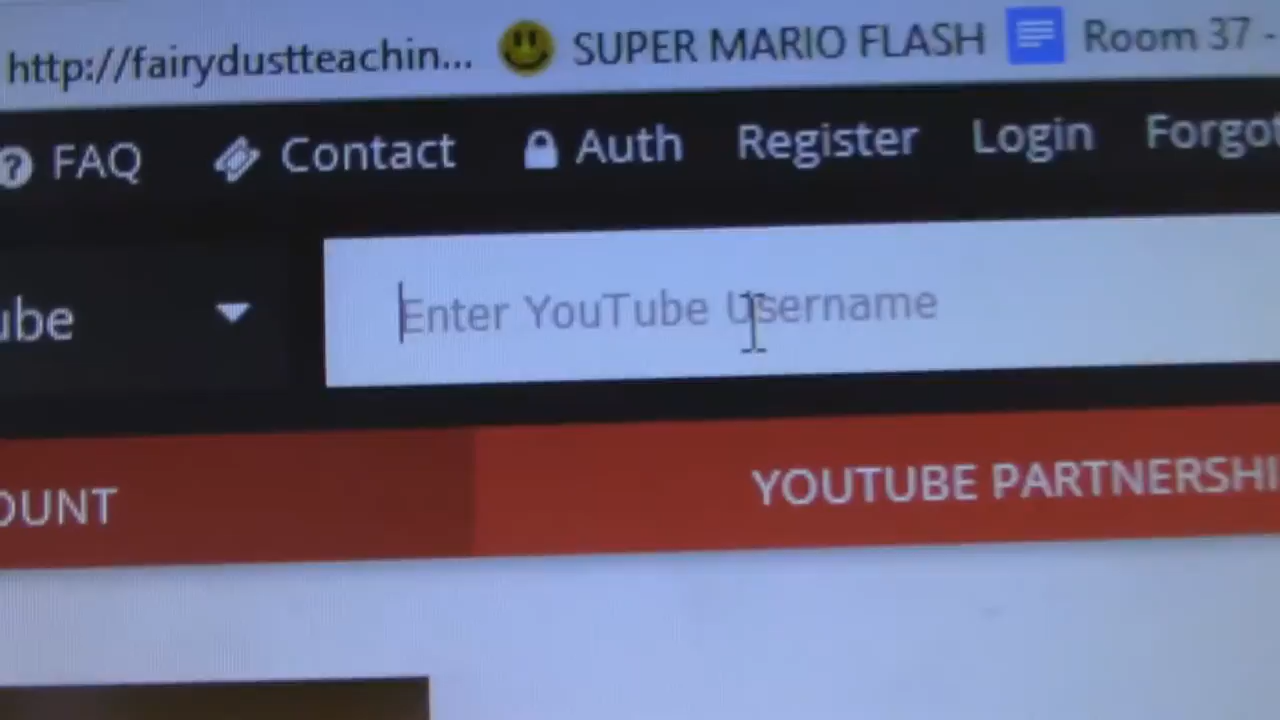 http://fairydustteachin... SUPER MARIO FLASH Room 37 -
FAQ Contact Auth Register Login Forgot
ube Enter YouTube Username
OUNT YOUTUBE PARTNERSHI